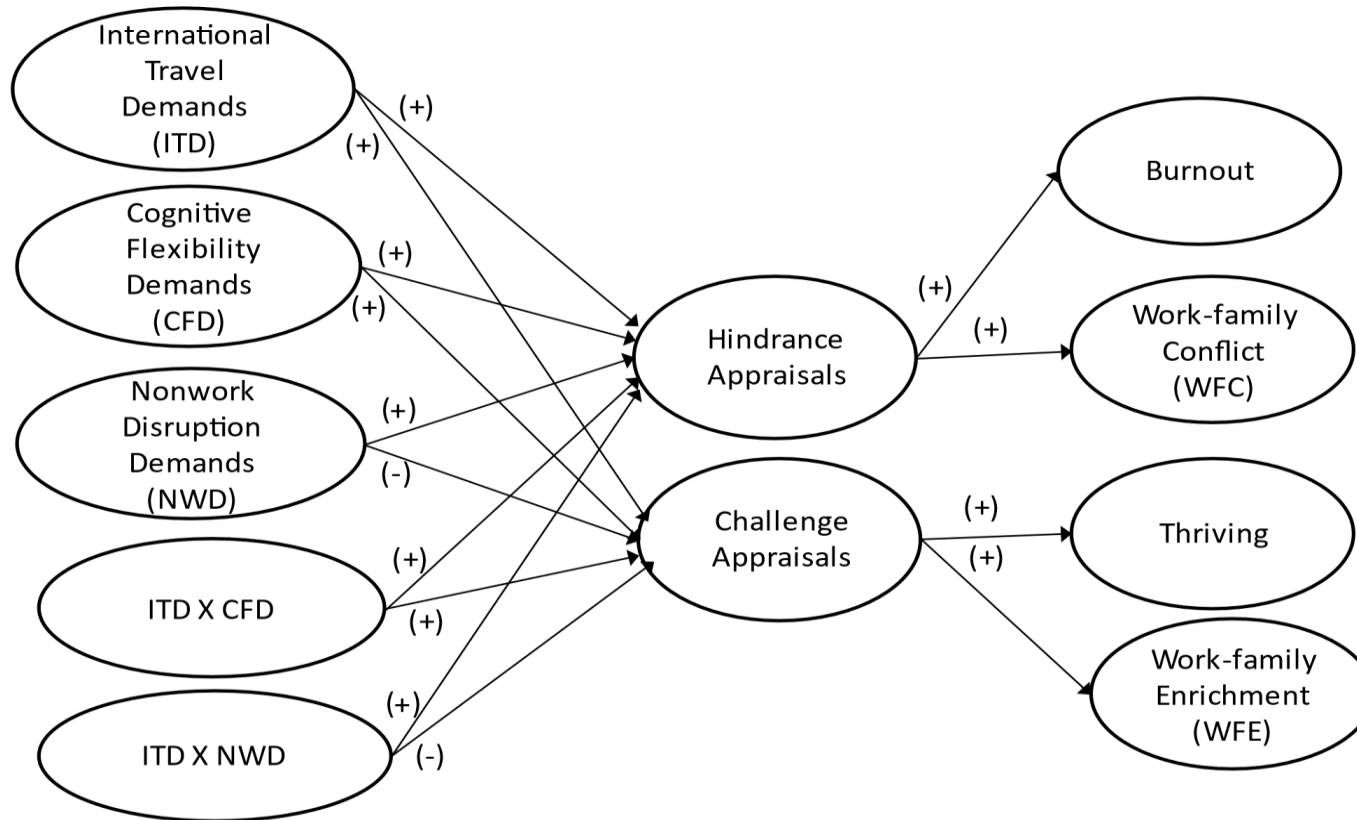 International
Travel
Demands
(ITD)
(+)
(+)
Cognitive
Flexibility
Demands
(CFD)
(+)
(+)
Nonwork
Disruption
Demands
(NWD)
(+)
(-)
ITD X CFD
(+)
(+)
ITD X NWD
(+)
(-)
Hindrance
Appraisals
(+)
(+)
Challenge
Appraisals
(+)
(+)
Burnout
Work-family
Conflict
(WFC)
Thriving
Work-family
Enrichment
(WFE)